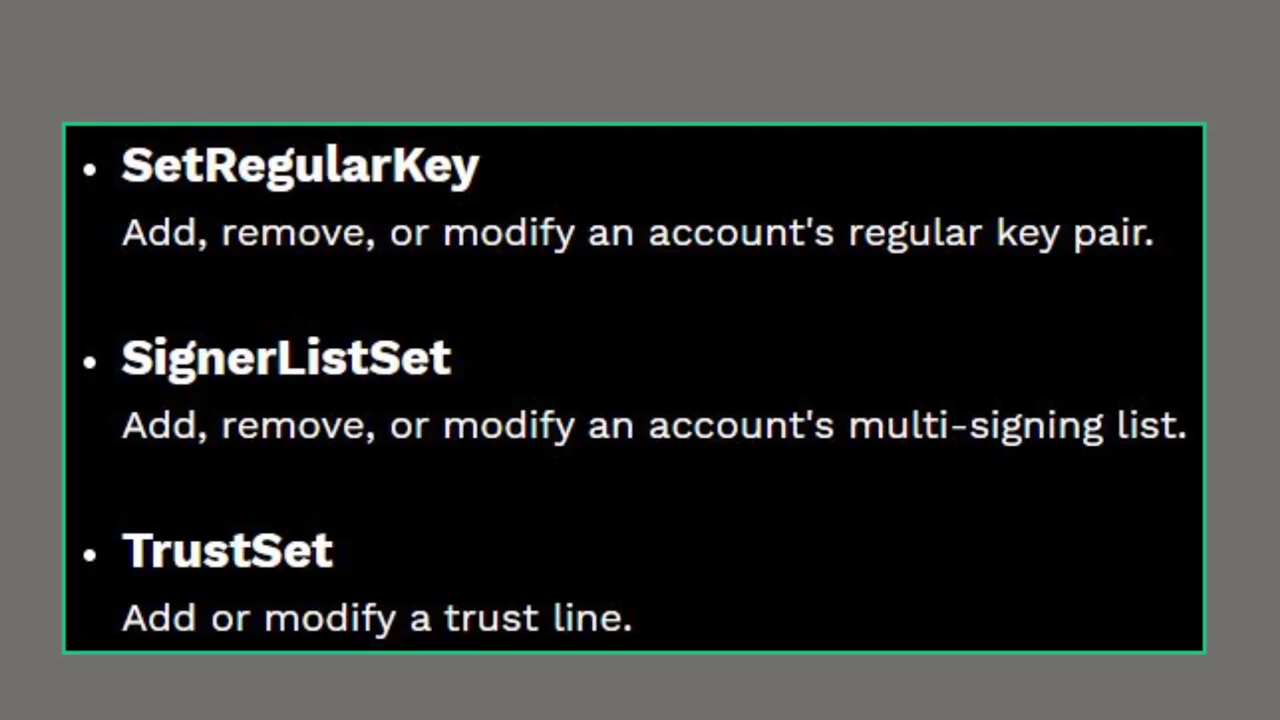 • SetRegularKey
Add, remove, or modify an account's regular key pair.
• SignerListSet
Add, remove, or modify an account's multi-signing list.
• TrustSet
Add or modify a trust line.